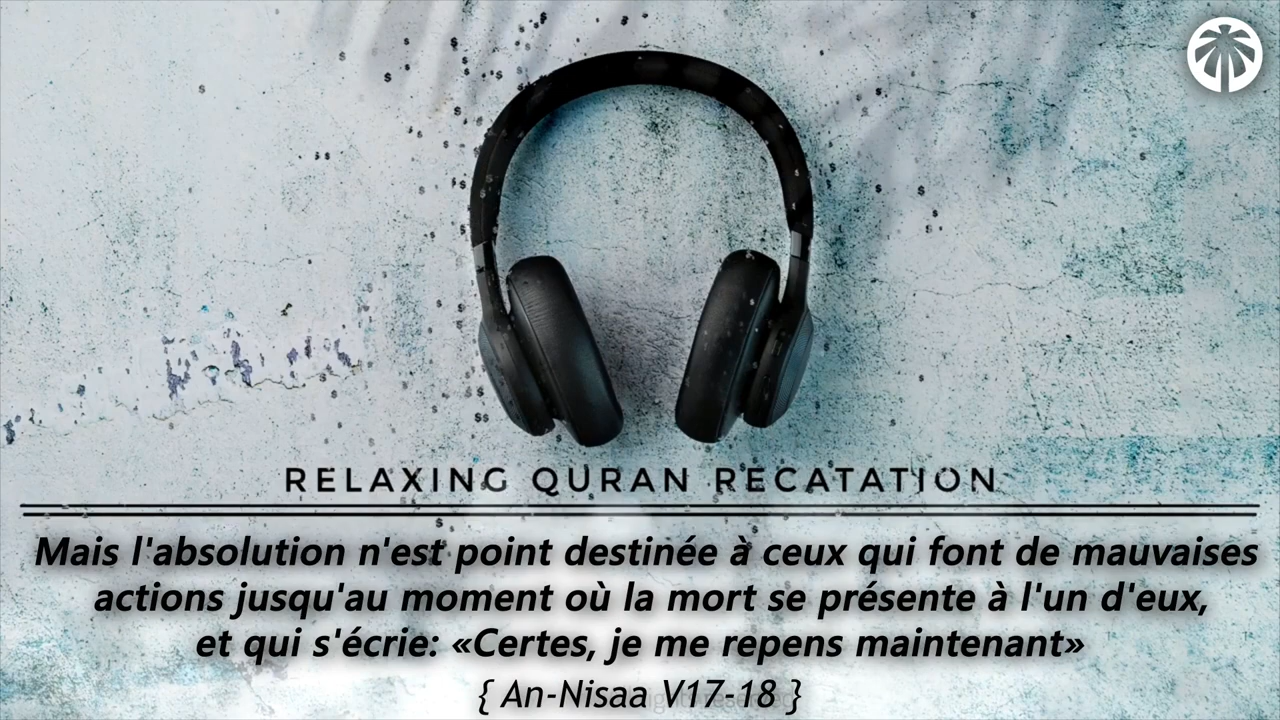 RELAXING QURAN RECATATION
Mais l'absolution n'est point destinée à ceux qui font de mauvaises
actions jusqu'au moment où la mort se présente à l'un d'eux,
et qui s'écrie: «Certes, je me repens maintenant»
{ An-Nisaa V17-18 }